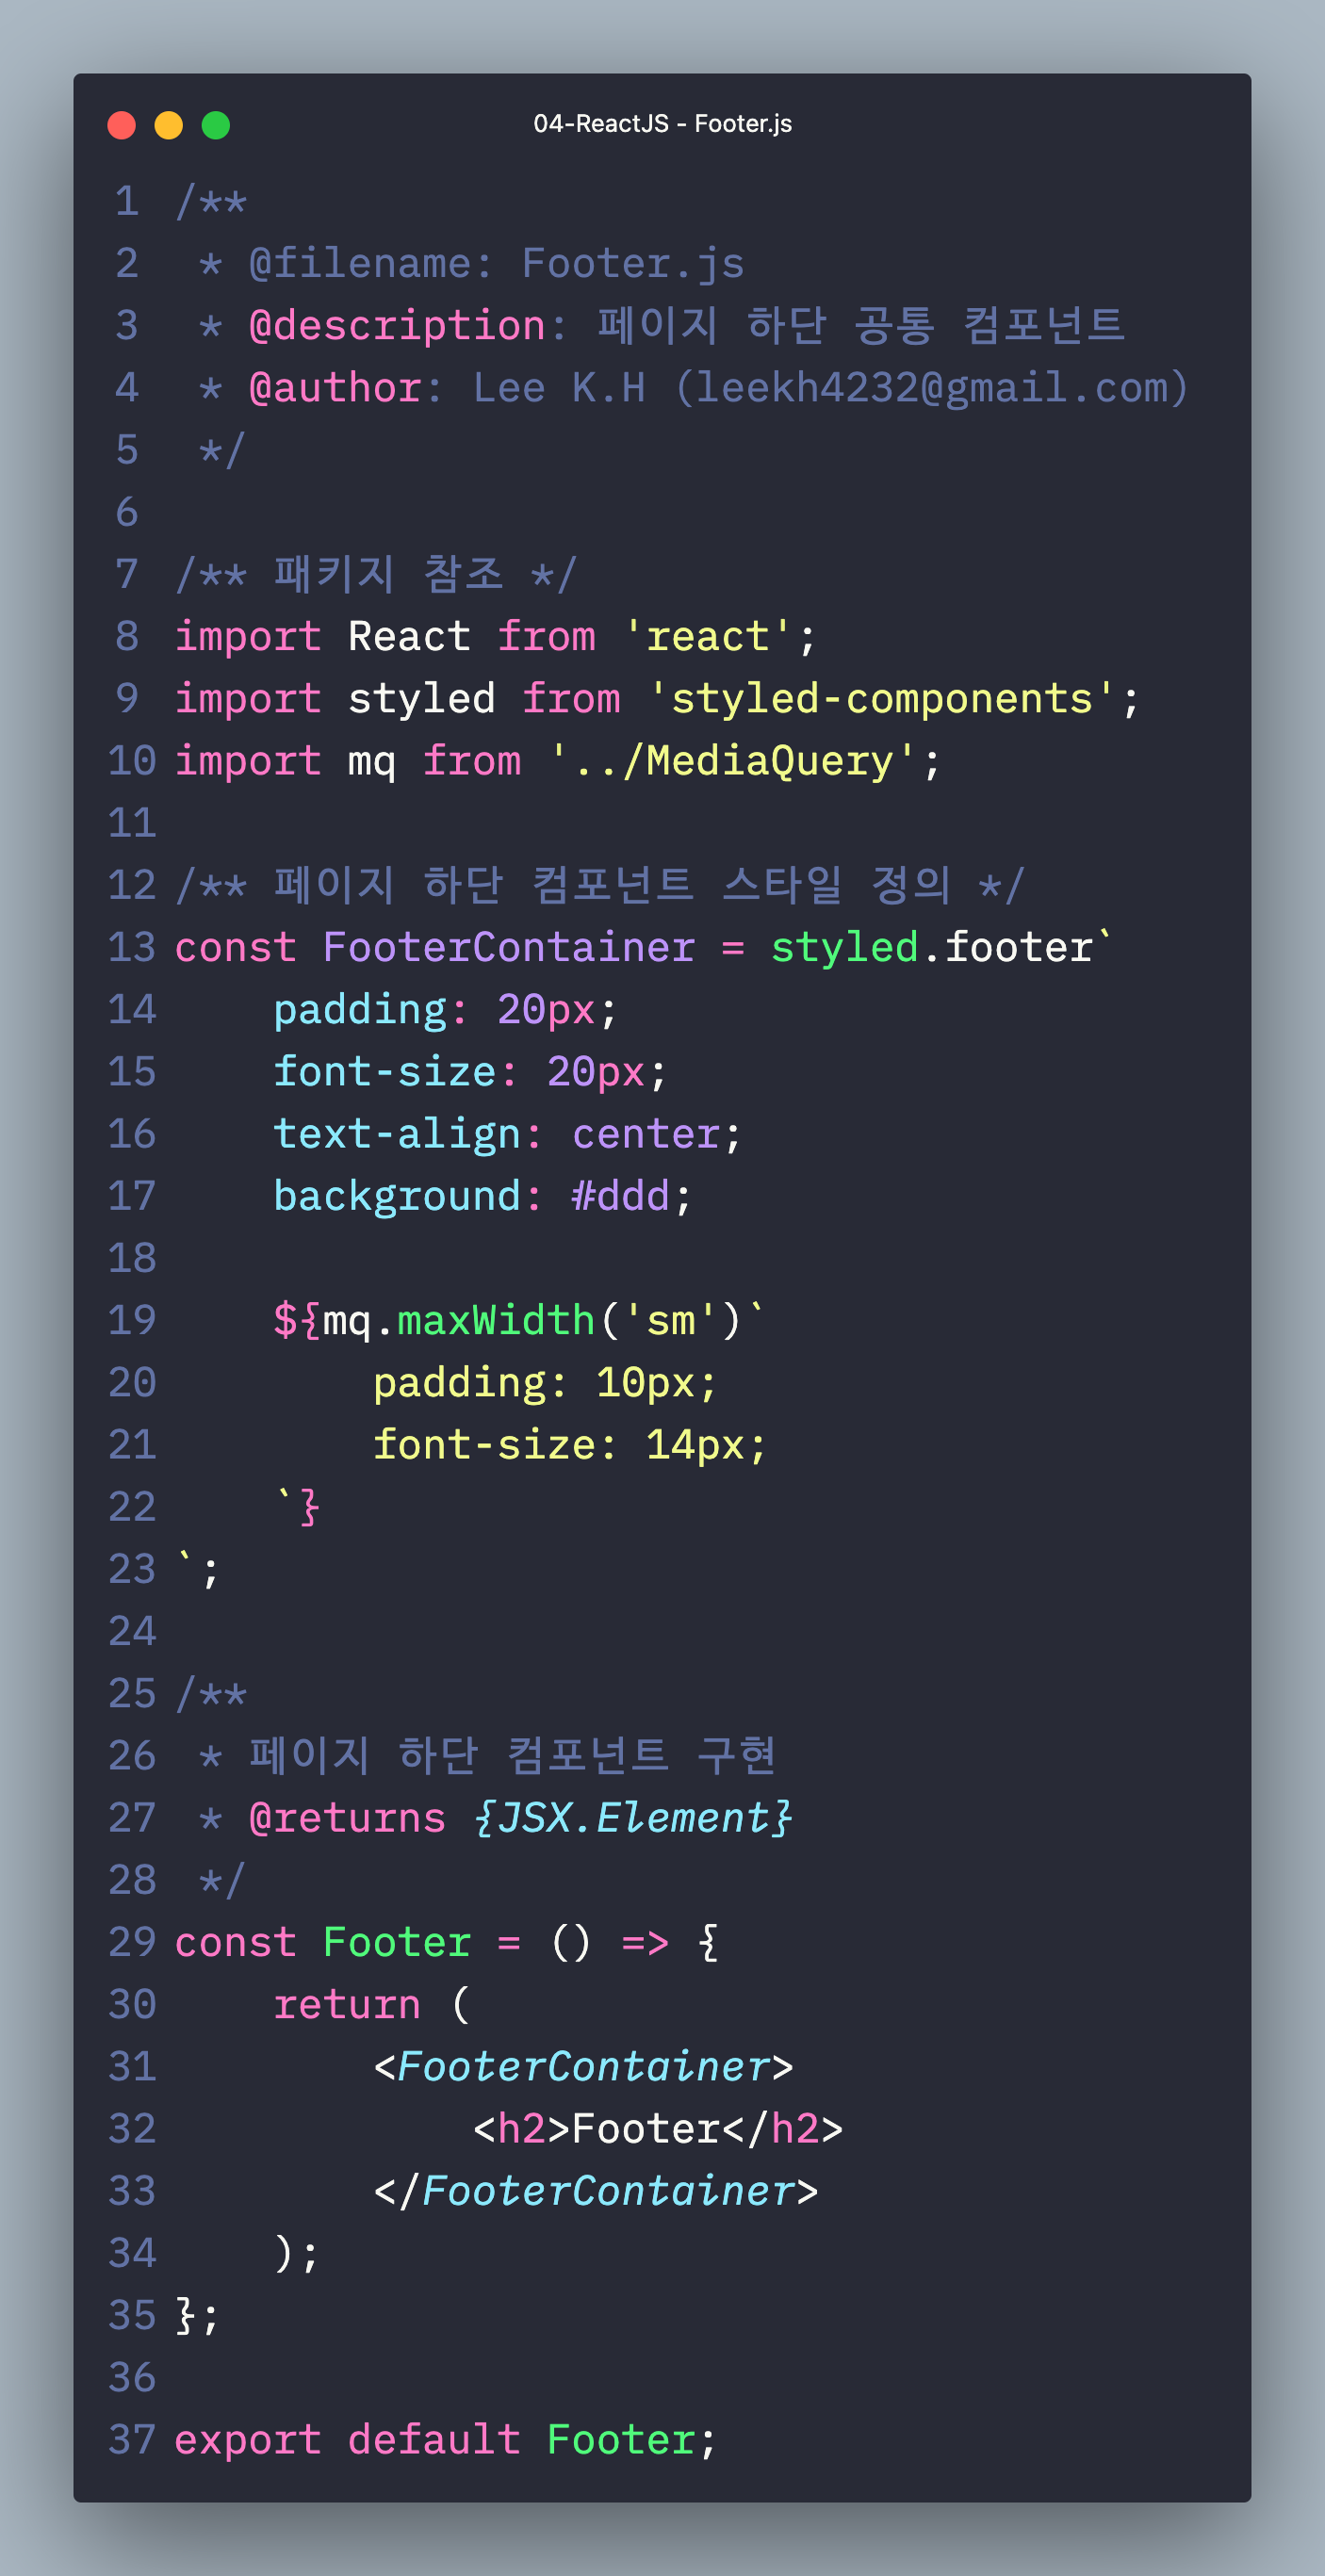 04-ReactJS - Footer.js
1 /**
2  * @filename: Footer.js
3  * @description: 페이지 하단 공통 컴포넌트
4  * @author: Lee K.H (leekh4232@gmail.com)
5  */
6
7 /** 패키지 참조 */
8 import React from 'react';
9 import styled from 'styled-components';
10 import mq from '../MediaQuery';
11
12 /** 페이지 하단 컴포넌트 스타일 정의 */
13 const FooterContainer = styled.footer`
14     padding: 20px;
15     font-size: 20px;
16     text-align: center;
17     background: #ddd;
18
19     ${mq.maxWidth('sm')`
20         padding: 10px;
21         font-size: 14px;
22     `}
23 `;
24
25 /**
26  * 페이지 하단 컴포넌트 구현
27  * @returns {JSX.Element}
28  */
29 const Footer = () => {
30     return (
31         <FooterContainer>
32             <h2>Footer</h2>
33         </FooterContainer>
34     );
35 };
36
37 export default Footer;